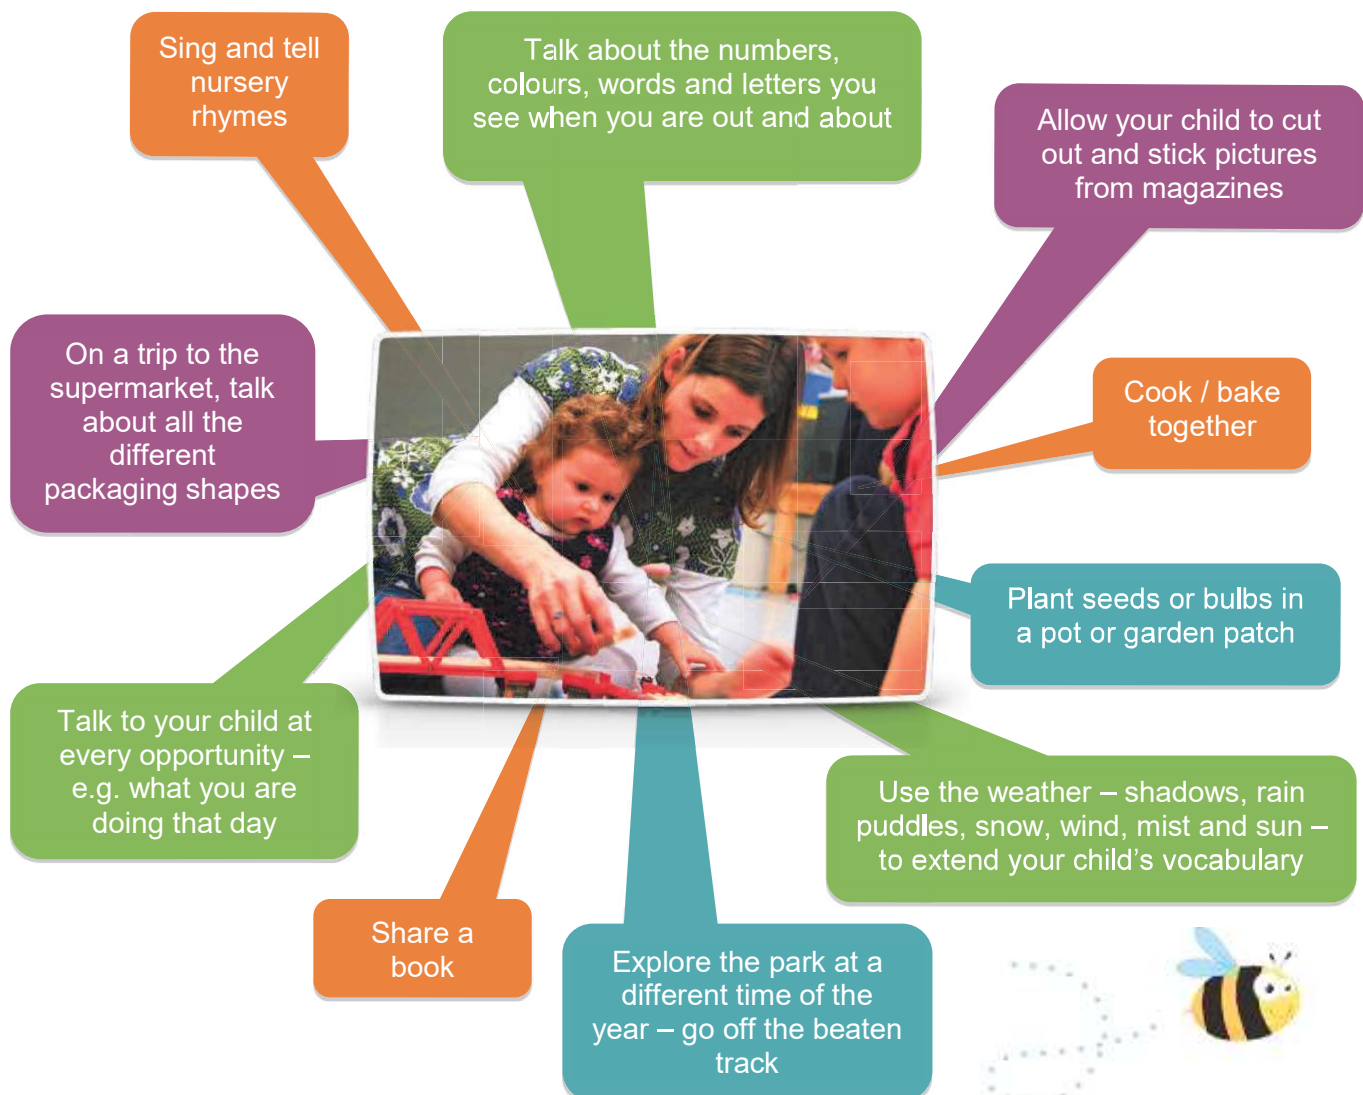 Sing and tell
nursery
rhymes
Talk about the numbers,
colours, words and letters you
see when you are out and about
Allow your child to cut
out and stick pictures
from magazines
On a trip to the
supermarket, talk
about all the
different
packaging shapes
Cook / bake
together
Plant seeds or bulbs in
a pot or garden patch
Talk to your child at
every opportunity –
e.g. what you are
doing that day
Use the weather – shadows, rain
puddles, snow, wind, mist and sun –
to extend your child’s vocabulary
Share a
book
Explore the park at a
different time of the
year – go off the beaten
track